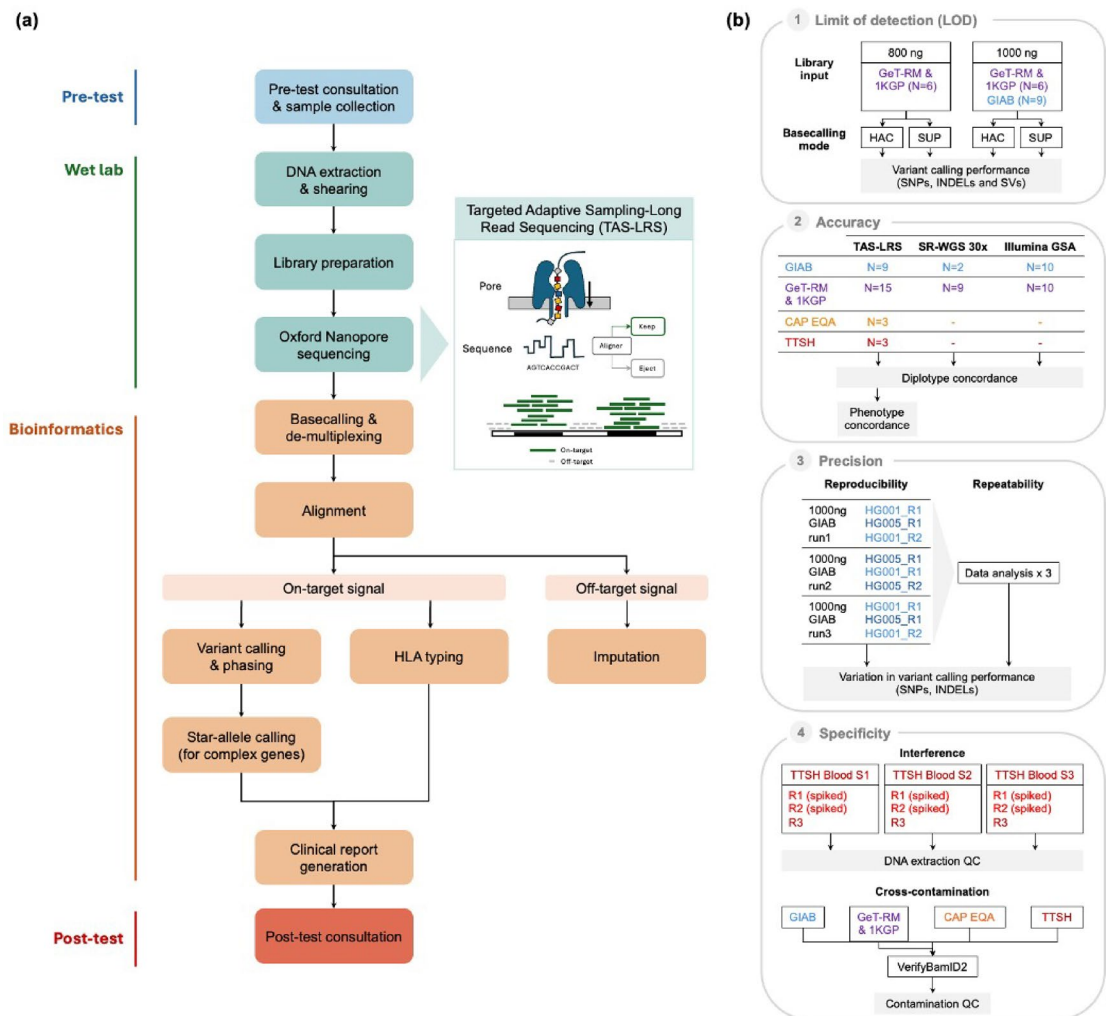 (a)
Pre-test
Pre-test consultation
& sample collection
Wet lab
DNA extraction
& shearing
Library preparation
Oxford Nanopore
sequencing
Targeted Adaptive Sampling-Long
Read Sequencing (TAS-LRS)
Pore
Sequence
AGTCACCGACT
Aligner
Keep
Eject
On-target
Off-target
Bioinformatics
Basecalling &
de-multiplexing
Alignment
On-target signal
Off-target signal
Variant calling
& phasing
HLA typing
Imputation
Star-allele calling
(for complex genes)
Clinical report
generation
Post-test
Post-test consultation
(b)
1 Limit of detection (LOD)
Library
input
800 ng
GeT-RM &
1KGP (N=6)
1000 ng
GeT-RM &
1KGP (N=6)
GIAB (N=9)
Basecalling
mode
HAC SUP HAC SUP
Variant calling performance
(SNPs, INDELs and SVs)
2 Accuracy
TAS-LRS SR-WGS 30x Illumina GSA
GIAB N=9 N=2 N=10
GeT-RM
& 1KGP N=15 N=9 N=10
CAP EQA N=3 - -
TTSH N=3 - -
Diplotype concordance
Phenotype
concordance
3 Precision
Reproducibility Repeatability
1000ng HG001_R1
GIAB HG005_R1
run1 HG001_R2
1000ng HG005_R1
GIAB HG001_R1
run2 HG005_R2
1000ng HG001_R1
GIAB HG005_R1
run3 HG001_R2
Data analysis x 3
Variation in variant calling performance
(SNPs, INDELs)
4 Specificity
Interference
TTSH Blood S1 TTSH Blood S2 TTSH Blood S3
R1 (spiked) R1 (spiked) R1 (spiked)
R2 (spiked) R2 (spiked) R2 (spiked)
R3 R3 R3
DNA extraction QC
Cross-contamination
GIAB
GeT-RM
& 1KGP
CAP EQA
TTSH
VerifyBamID2
Contamination QC